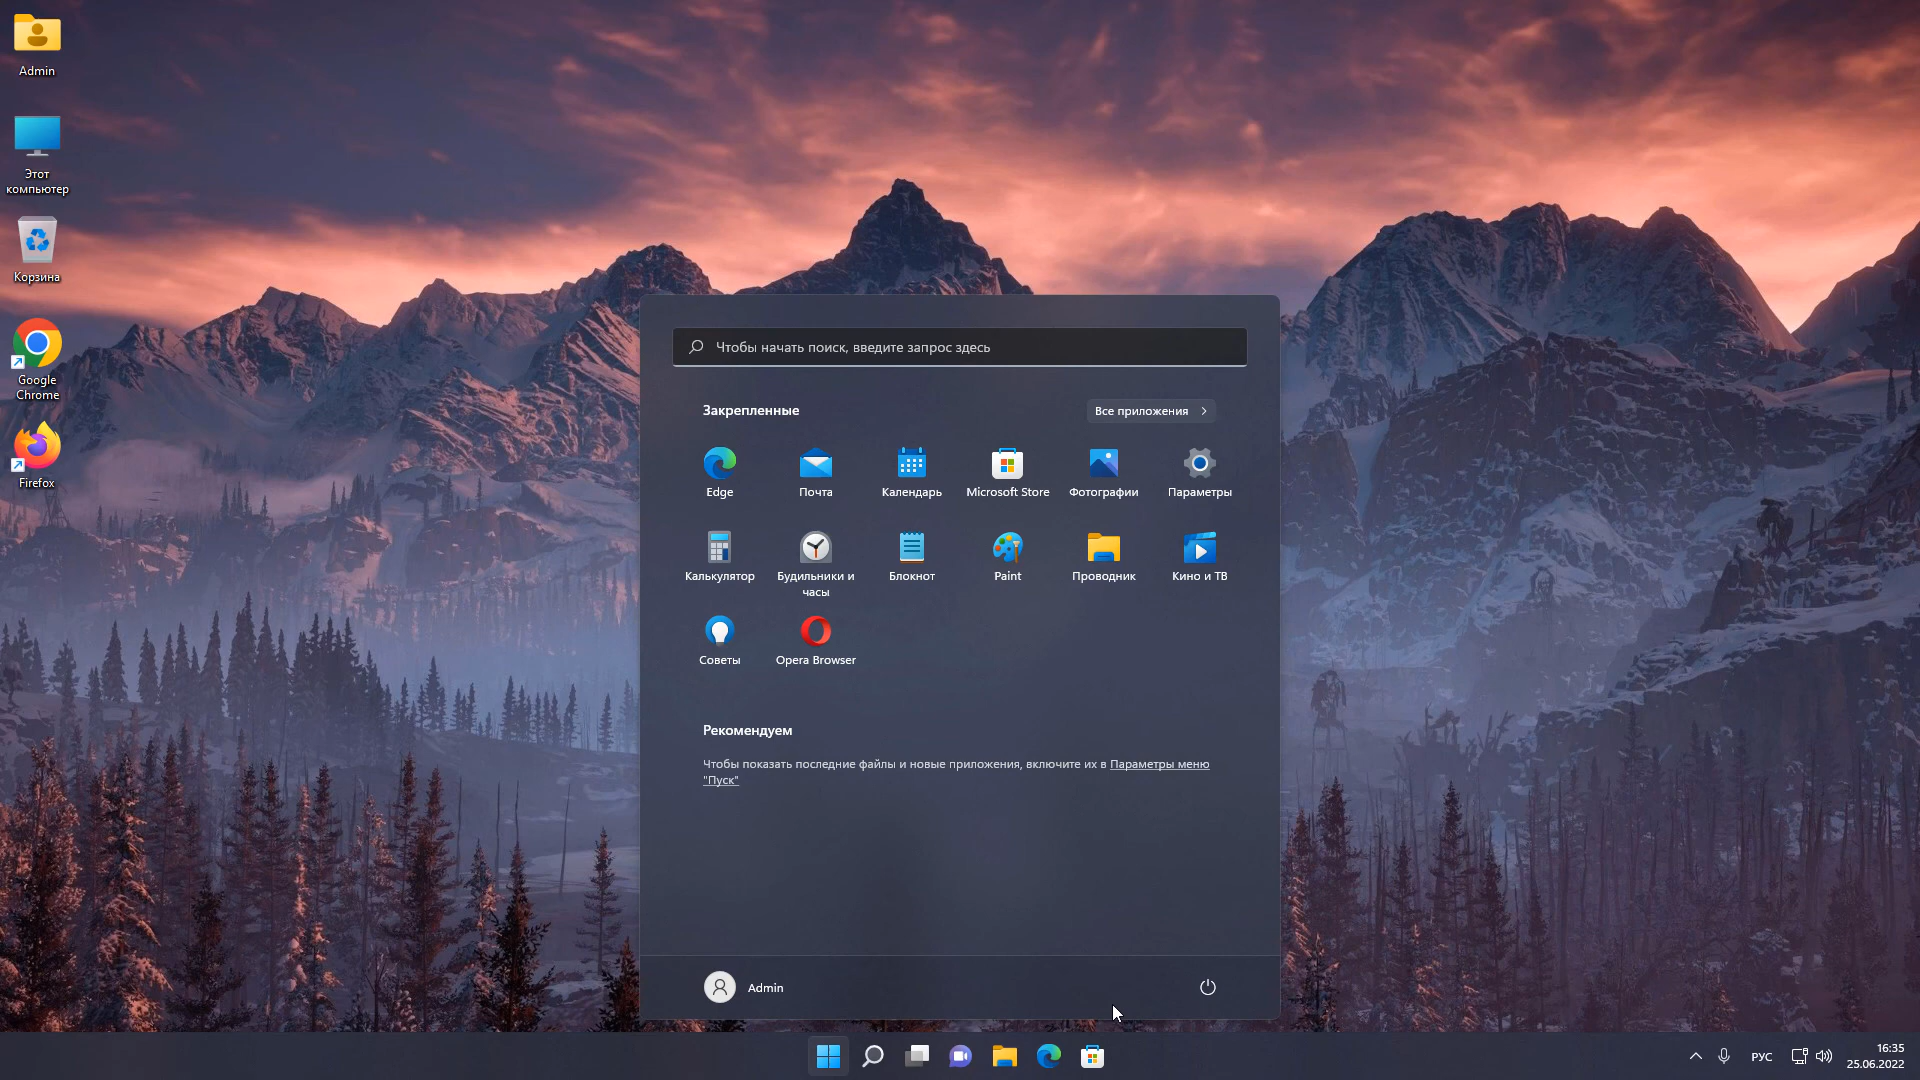 Admin
Этот
компьютер
Корзина
Google
Chrome
Firefox
Чтобы начать поиск, введите запрос здесь
Закрепленные
Все приложения
Edge
Почта
Календарь
Microsoft Store
Фотографии
Параметры
Калькулятор
Будильники и
часы
Блокнот
Paint
Проводник
Кино и ТВ
Советы
Opera Browser
Рекомендуем
Чтобы показать последние файлы и новые приложения, включите их в Параметры меню
"Пуск"
Admin
РУС
16:35
25.06.2022